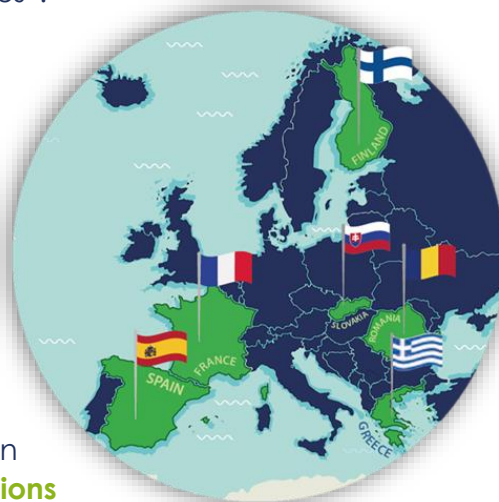 FINLAND
SLOVAKIA
ROMANIA
FRANCE
SPAIN
GREECE
n
ions